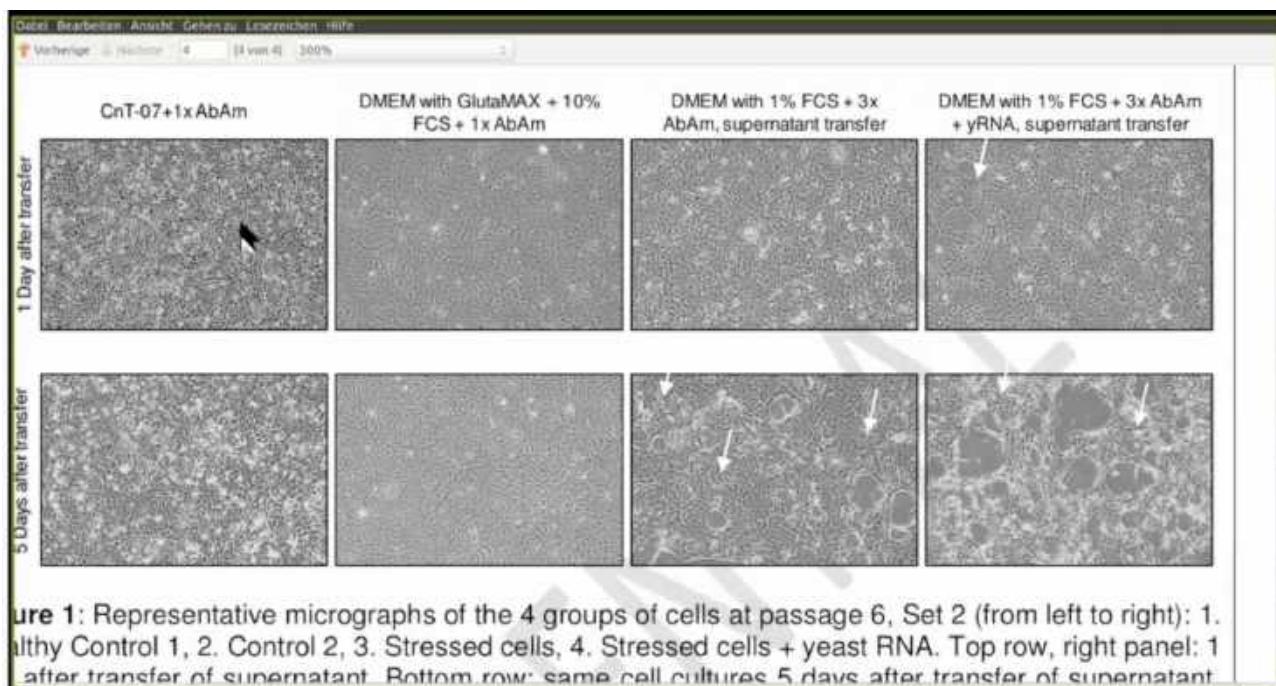 Datei Bearbeiten Ansicht Gehen zu Lesezeichen Hilfe
Vorherige Nächste 4 (4 von 4) 300%
CnT-07+1x AbAm
DMEM with GlutaMAX + 10%
FCS + 1x AbAm
DMEM with 1% FCS + 3x
AbAm, supernatant transfer
DMEM with 1% FCS + 3x AbAm
+ yRNA, supernatant transfer
1 Day after transfer
5 Days after transfer
ure 1: Representative micrographs of the 4 groups of cells at passage 6, Set 2 (from left to right): 1.
althy Control 1, 2. Control 2, 3. Stressed cells, 4. Stressed cells + yeast RNA. Top row, right panel: 1
after transfer of supernatant. Bottom row: same cell cultures 5 days after transfer of supernatant